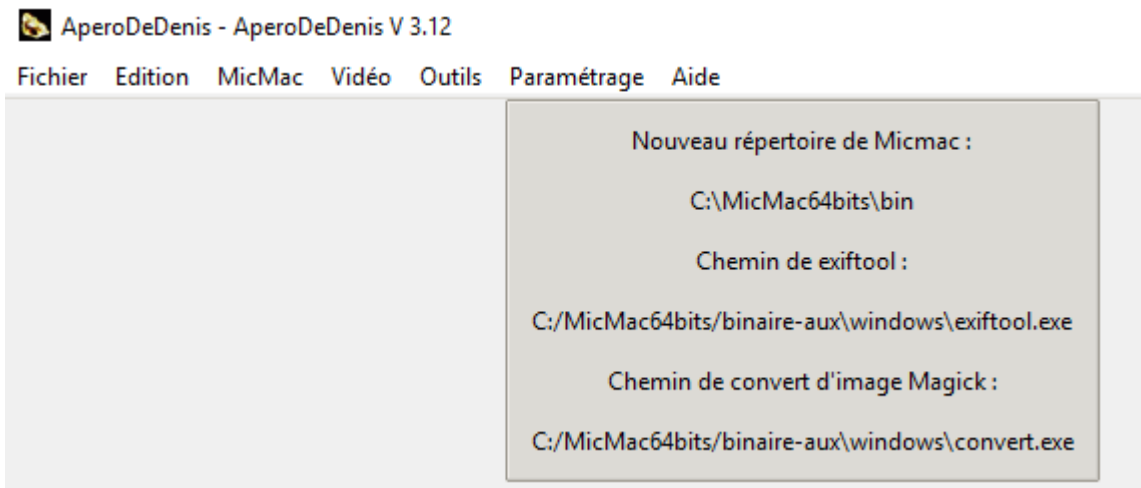 AperoDeDenis - AperoDeDenis V 3.12
Fichier Edition MicMac Vidéo Outils Paramétrage Aide
Nouveau répertoire de Micmac :
C:\MicMac64bits\bin
Chemin de exiftool :
C:/MicMac64bits/binaire-aux\windows\exiftool.exe
Chemin de convert d'image Magick :
C:/MicMac64bits/binaire-aux\windows\convert.exe